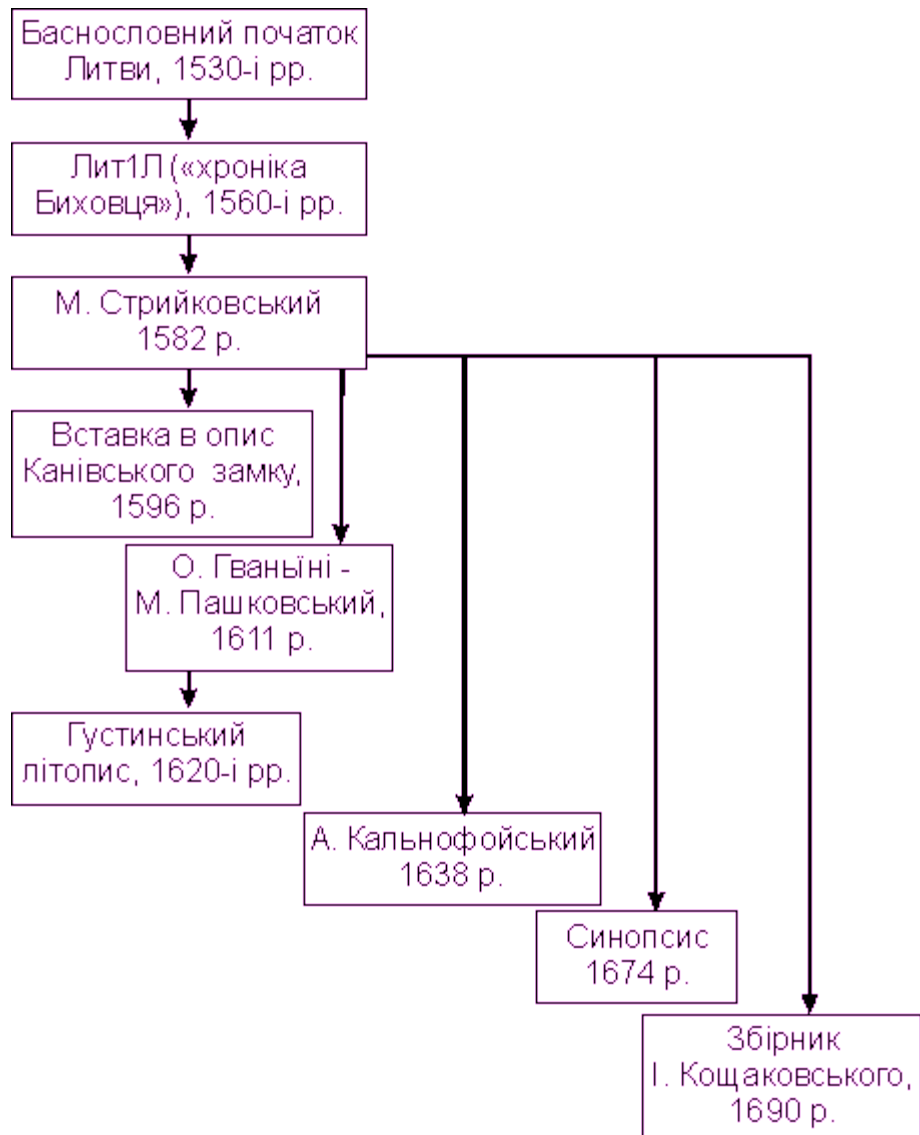 Баснословний початок
Литви, 1530-і рр.
Лит1Л («хроніка
Биховця»), 1560-і рр.
М. Стрийковський
1582 р.
Вставка в опис
Канівського замку,
1596 р.
О. Гваньїні -
М. Пашковський,
1611 р.
Густинський
літопис, 1620-і рр.
А. Кальнофойський
1638 р.
Синопсис
1674 р.
Збірник
І. Кощаковського,
1690 р.